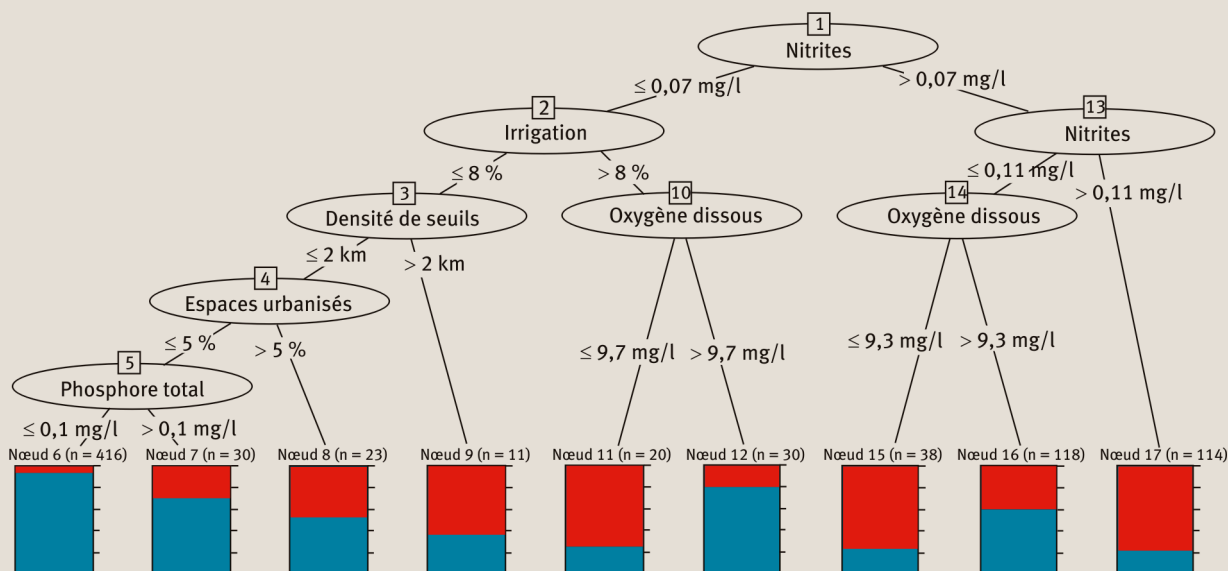 1
Nitrites
≤ 0,07 mg/l
> 0,07 mg/l
2
Irrigation
13
Nitrites
≤ 8 %
> 8 %
≤ 0,11 mg/l
> 0,11 mg/l
3
Densité de seuils
10
Oxygène dissous
14
Oxygène dissous
≤ 2 km
> 2 km
4
Espaces urbanisés
≤ 5 %
> 5 %
≤ 9,7 mg/l
> 9,7 mg/l
≤ 9,3 mg/l
> 9,3 mg/l
5
Phosphore total
≤ 0,1 mg/l
> 0,1 mg/l
Nœud 6 (n = 416)
Nœud 7 (n = 30)
Nœud 8 (n = 23)
Nœud 9 (n = 11)
Nœud 11 (n = 20)
Nœud 12 (n = 30)
Nœud 15 (n = 38)
Nœud 16 (n = 118)
Nœud 17 (n = 114)